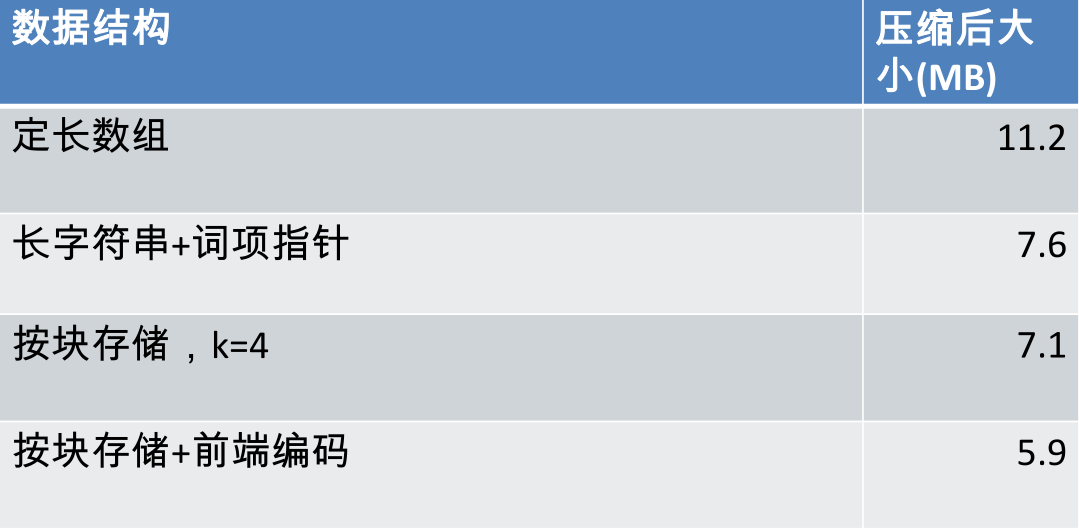 数据结构
压缩后大
小(MB)
定长数组
11.2
长字符串+词项指针
7.6
按块存储，k=4
7.1
按块存储+前端编码
5.9